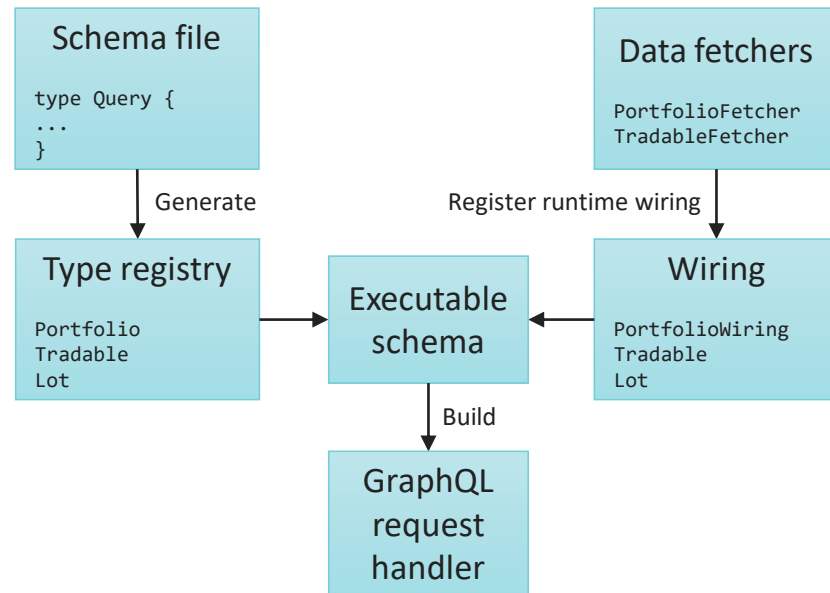 Schema file
type Query {
...
}
Data fetchers
PortfolioFetcher
TradableFetcher
Generate
Register runtime wiring
Type registry
Portfolio
Tradable
Lot
Executable
schema
Wiring
PortfolioWiring
Tradable
Lot
Build
GraphQL
request
handler